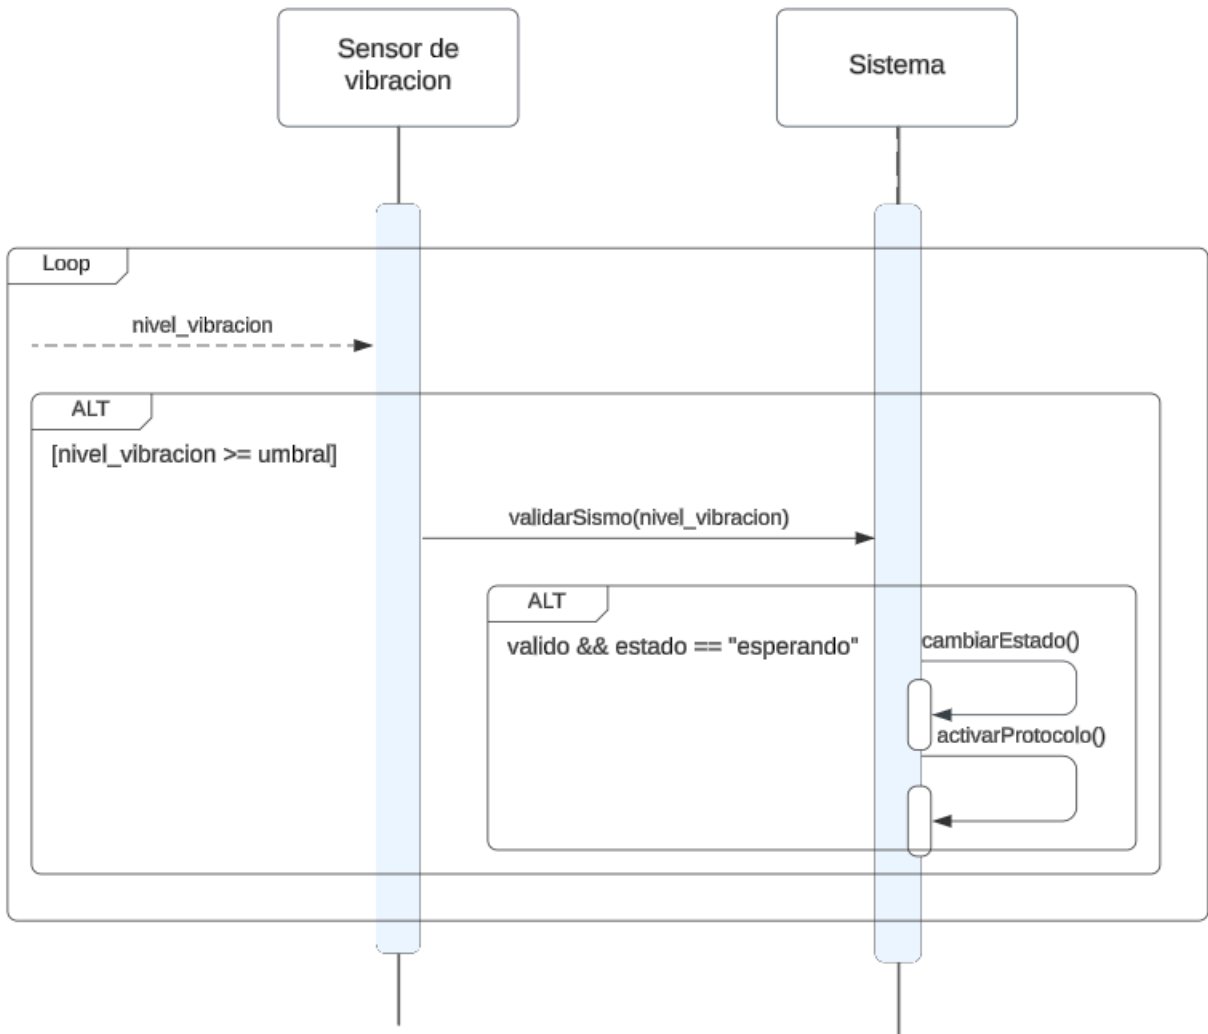 Sensor de
vibracion
Sistema
Loop
nivel_vibracion
ALT
[nivel_vibracion >= umbral]
validarSismo(nivel_vibracion)
ALT
valido && estado == "esperando"
cambiarEstado()
activarProtocolo()